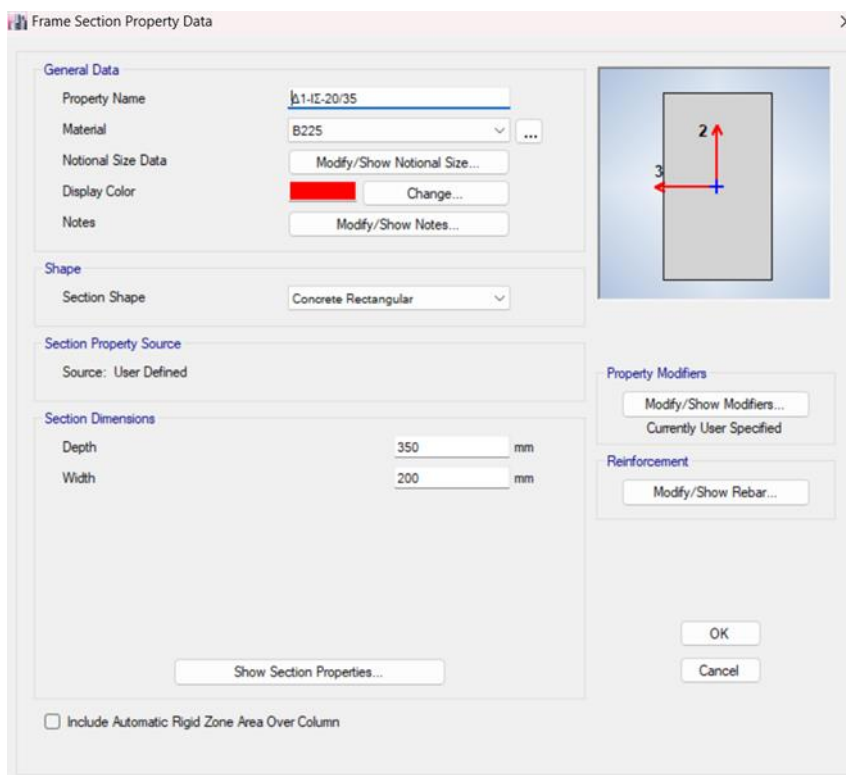 Frame Section Property Data
General Data
Property Name Δ1-ΙΣ-20/35
Material B225 ...
Notional Size Data Modify/Show Notional Size...
Display Color Change...
Notes Modify/Show Notes...
2
3
Shape
Section Shape Concrete Rectangular
Section Property Source
Source: User Defined
Property Modifiers
Modify/Show Modifiers...
Currently User Specified
Section Dimensions
Depth 350 mm
Width 200 mm
Reinforcement
Modify/Show Rebar...
OK
Show Section Properties...
Cancel
Include Automatic Rigid Zone Area Over Column